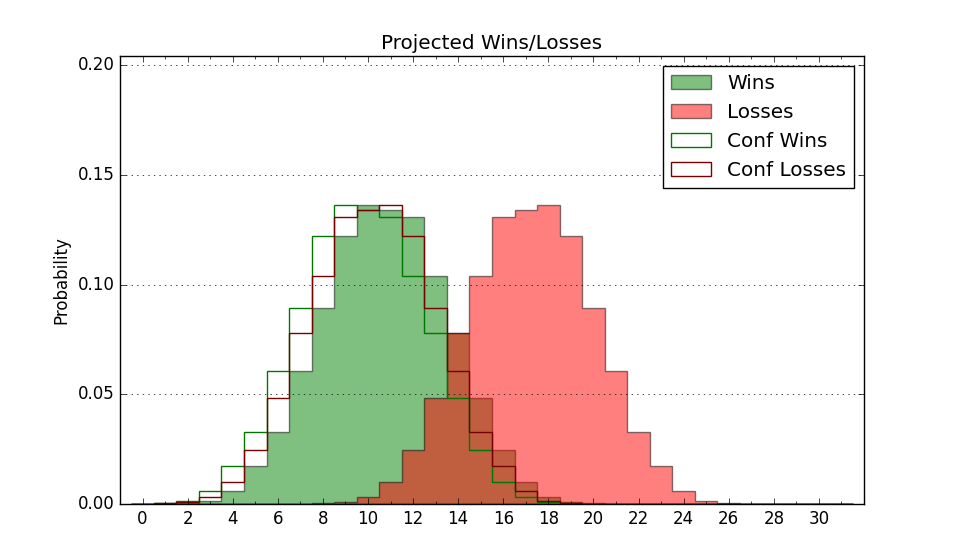 Projected Wins/Losses
0.20
0.15
0.10
0.05
0.00
Probability
Wins
Losses
Conf Wins
Conf Losses
0 2 4 6 8 10 12 14 16 18 20 22 24 26 28 30